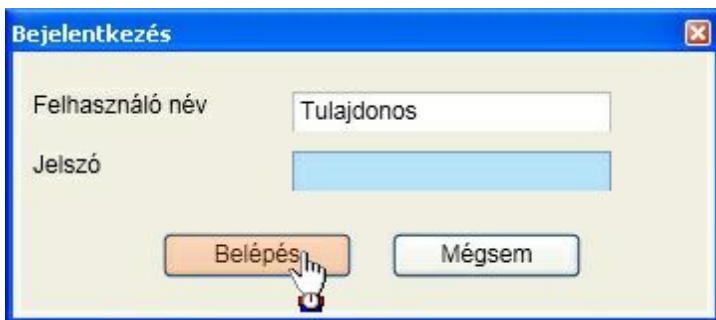 Bejelentkezés
Felhasználó név Tulajdonos
Jelszó
Belépés Mégsem